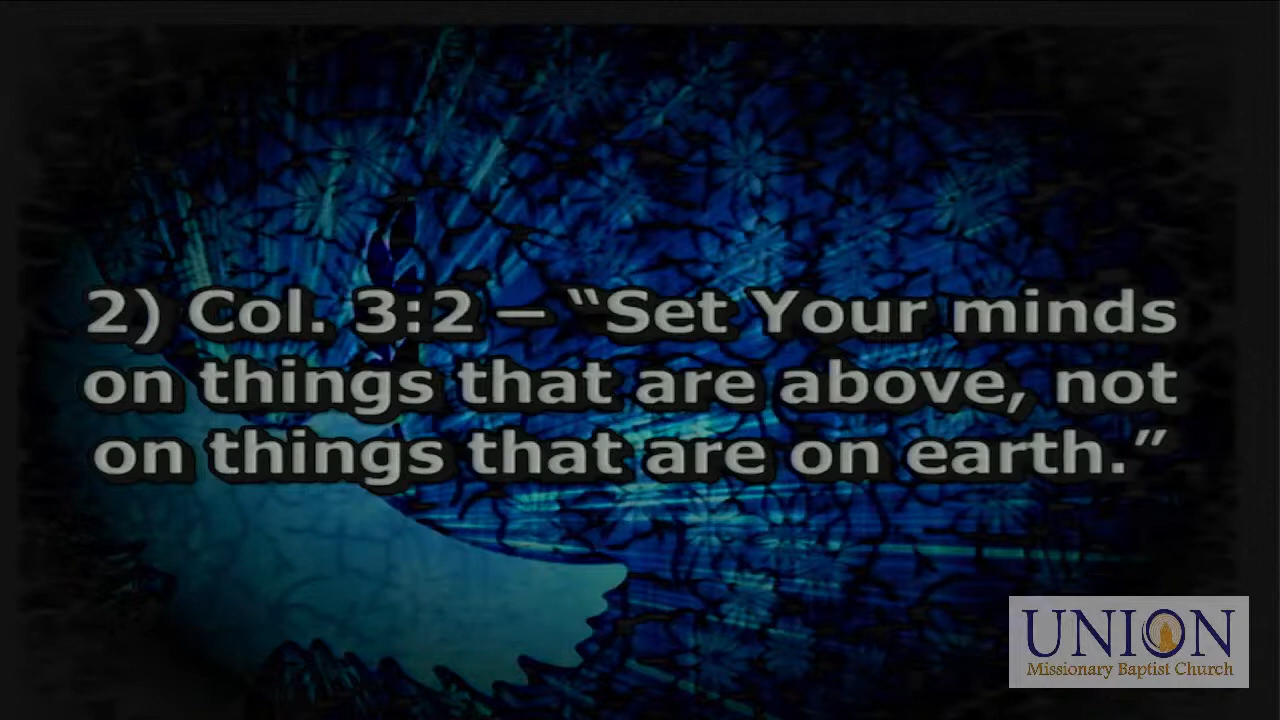 2) Col. 3:2 – “Set Your minds
on things that are above, not
on things that are on earth.”
UNION
Missionary Baptist Church